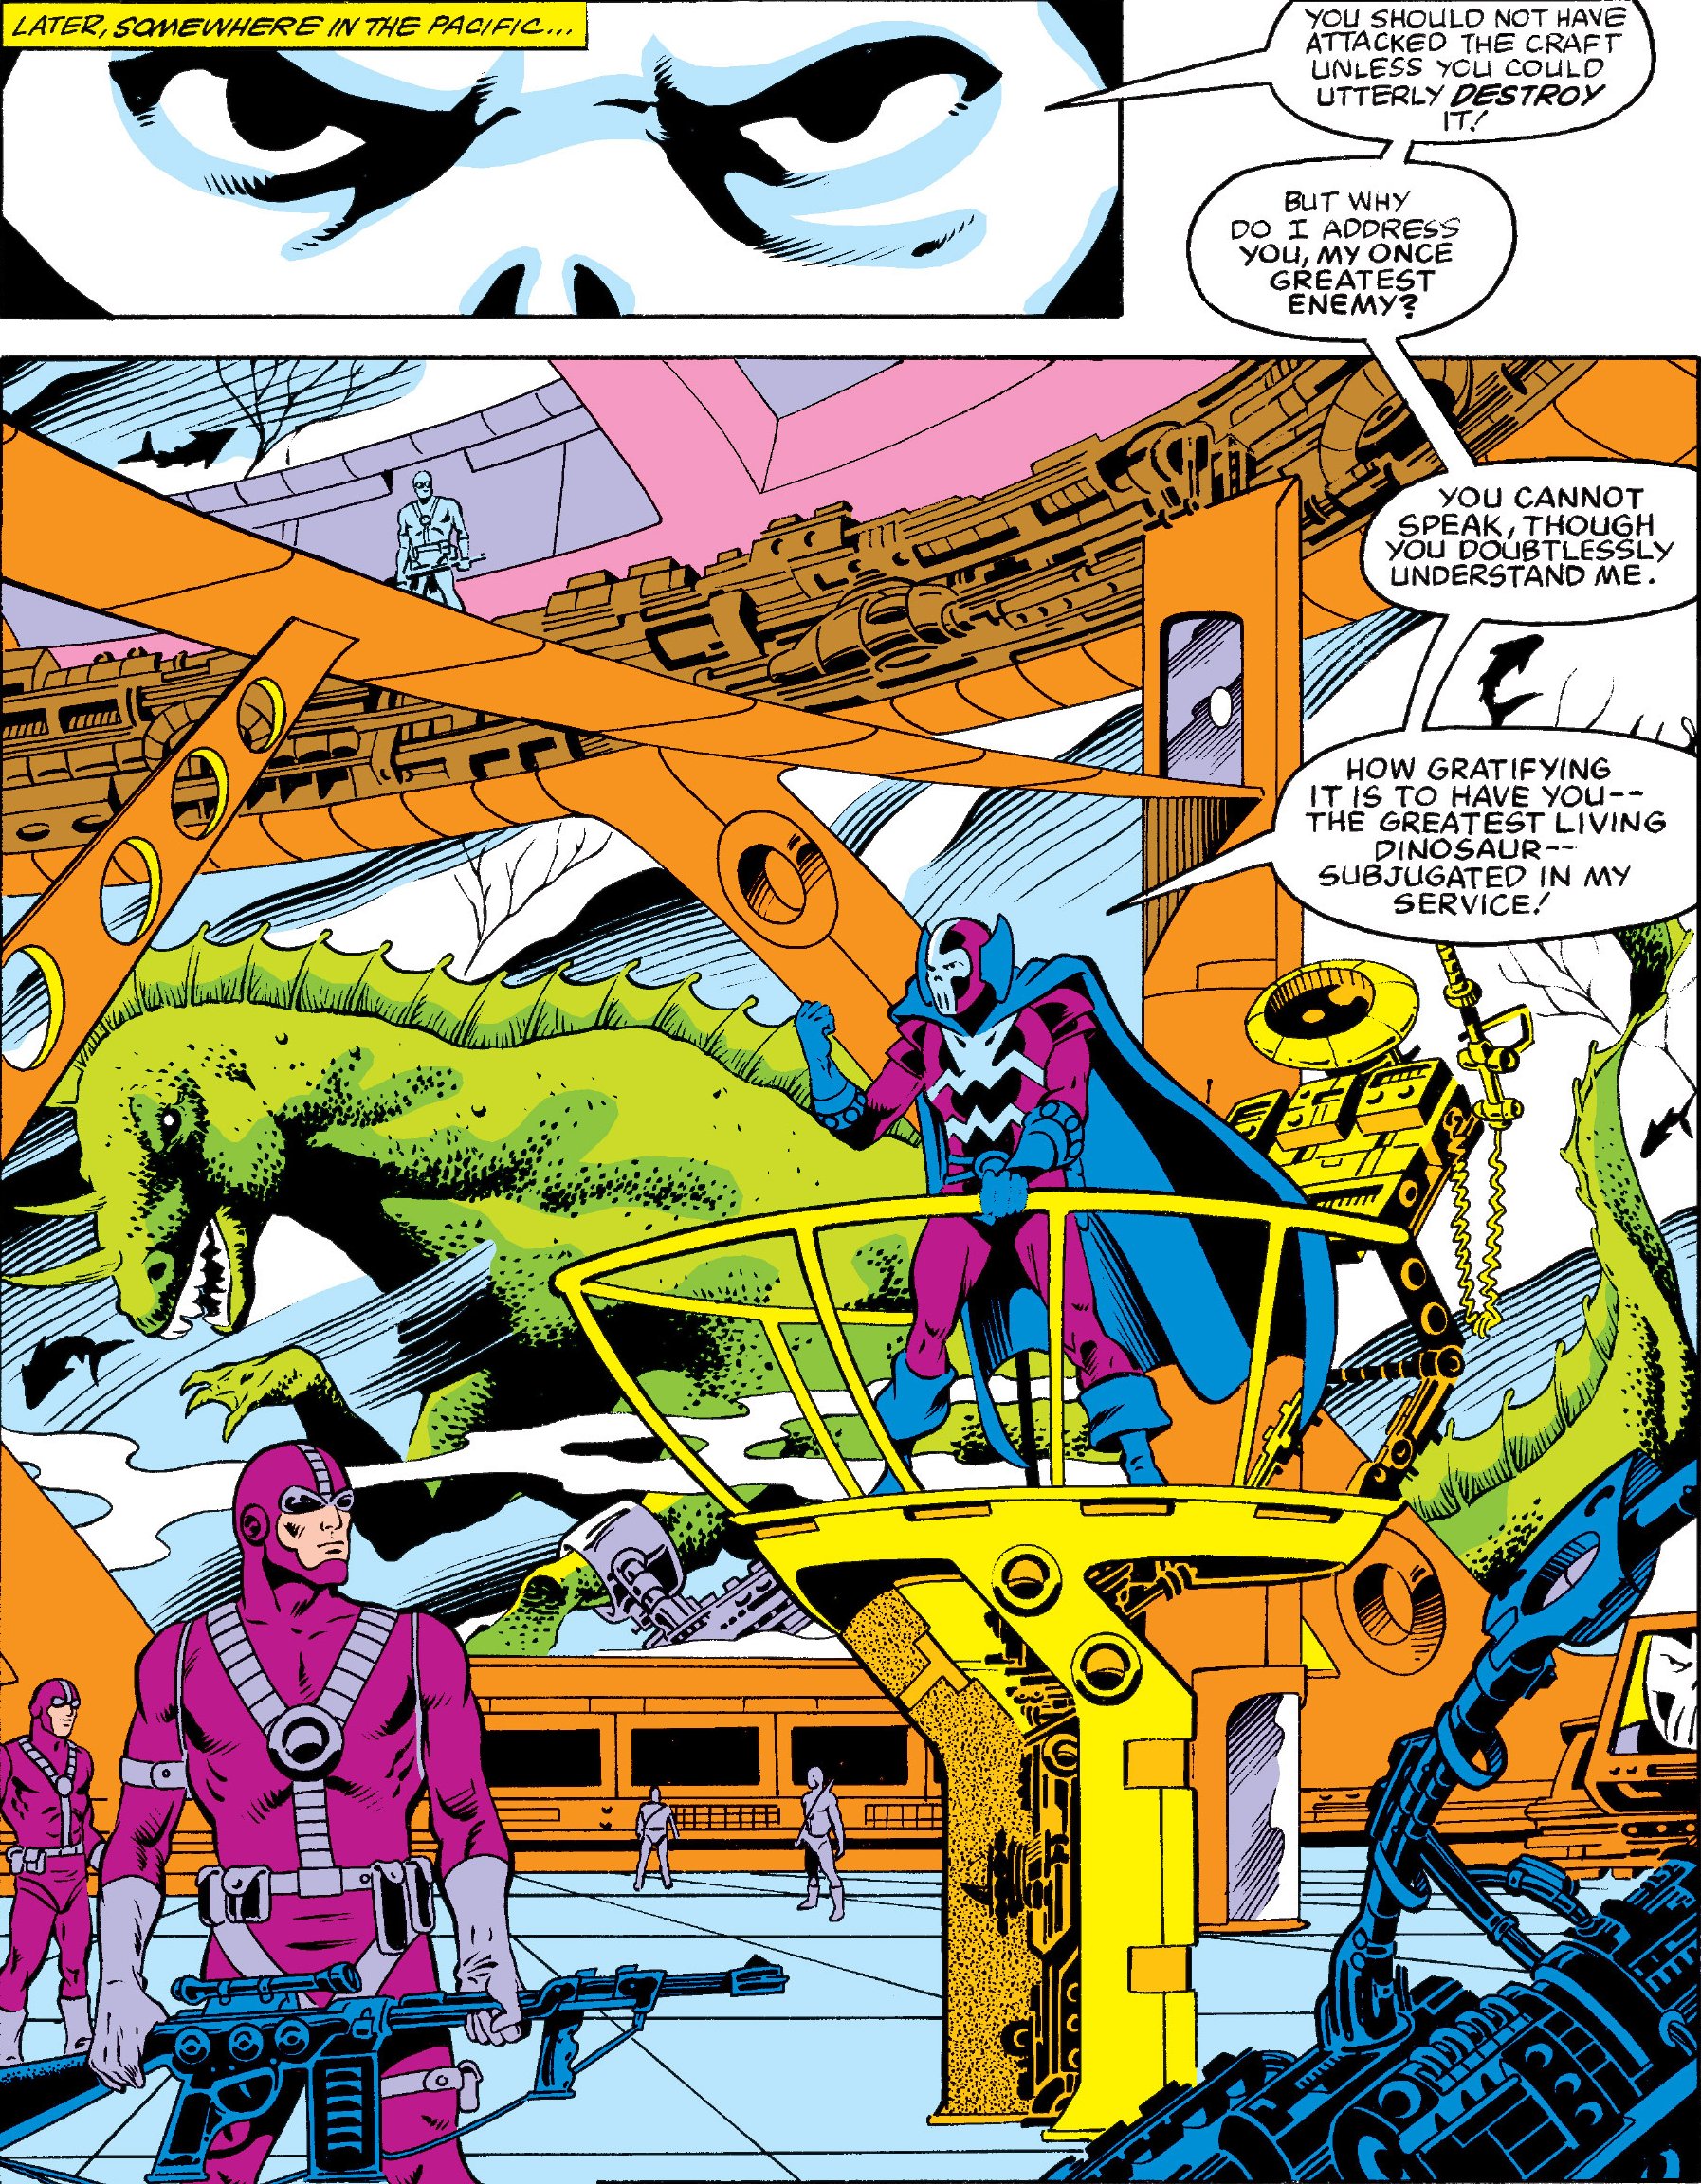 LATER, SOMEWHERE IN THE PACIFIC...
YOU SHOULD NOT HAVE
ATTACKED THE CRAFT
UNLESS YOU COULD
UTTERLY DESTROY
IT!
BUT WHY
DO I ADDRESS
YOU, MY ONCE
GREATEST
ENEMY?
YOU CANNOT
SPEAK, THOUGH
YOU DOUBTLESSLY
UNDERSTAND ME.
HOW GRATIFYING
IT IS TO HAVE YOU--
THE GREATEST LIVING
DINOSAUR--
SUBJUGATED IN MY
SERVICE!